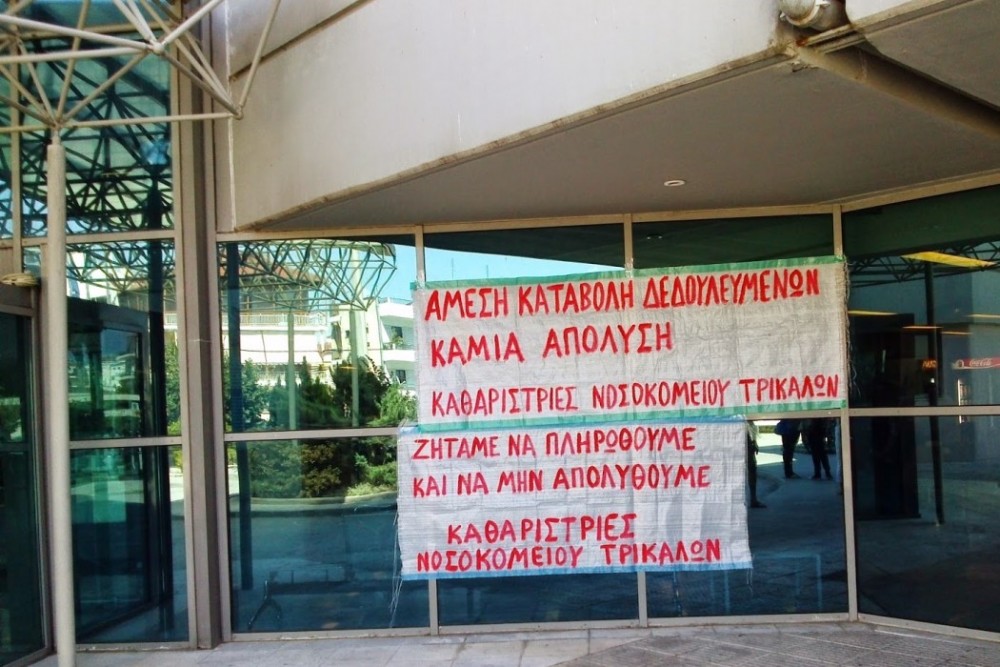 ΑΜΕΣΗ ΚΑΤΑΒΟΛΗ ΔΕΔΟΥΛΕΥΜΕΝΩΝ
ΚΑΜΙΑ ΑΠΟΛΥΣΗ
ΚΑΘΑΡΙΣΤΡΙΕΣ ΝΟΣΟΚΟΜΕΙΟΥ ΤΡΙΚΑΛΩΝ
ΖΗΤΑΜΕ ΝΑ ΠΛΗΡΩΘΟΥΜΕ
ΚΑΙ ΝΑ ΜΗΝ ΑΠΟΛΥΘΟΥΜΕ
ΚΑΘΑΡΙΣΤΡΙΕΣ
ΝΟΣΟΚΟΜΕΙΟΥ ΤΡΙΚΑΛΩΝ